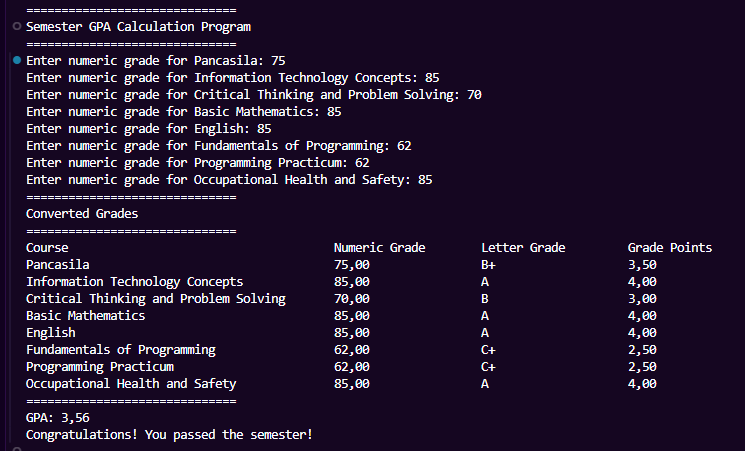 ==============================
Semester GPA Calculation Program
==============================
Enter numeric grade for Pancasila: 75
Enter numeric grade for Information Technology Concepts: 85
Enter numeric grade for Critical Thinking and Problem Solving: 70
Enter numeric grade for Basic Mathematics: 85
Enter numeric grade for English: 85
Enter numeric grade for Fundamentals of Programming: 62
Enter numeric grade for Programming Practicum: 62
Enter numeric grade for Occupational Health and Safety: 85
==============================
Converted Grades
==============================
Course Numeric Grade Letter Grade Grade Points
Pancasila 75,00 B+ 3,50
Information Technology Concepts 85,00 A 4,00
Critical Thinking and Problem Solving 70,00 B 3,00
Basic Mathematics 85,00 A 4,00
English 85,00 A 4,00
Fundamentals of Programming 62,00 C+ 2,50
Programming Practicum 62,00 C+ 2,50
Occupational Health and Safety 85,00 A 4,00
==============================
GPA: 3,56
Congratulations! You passed the semester!